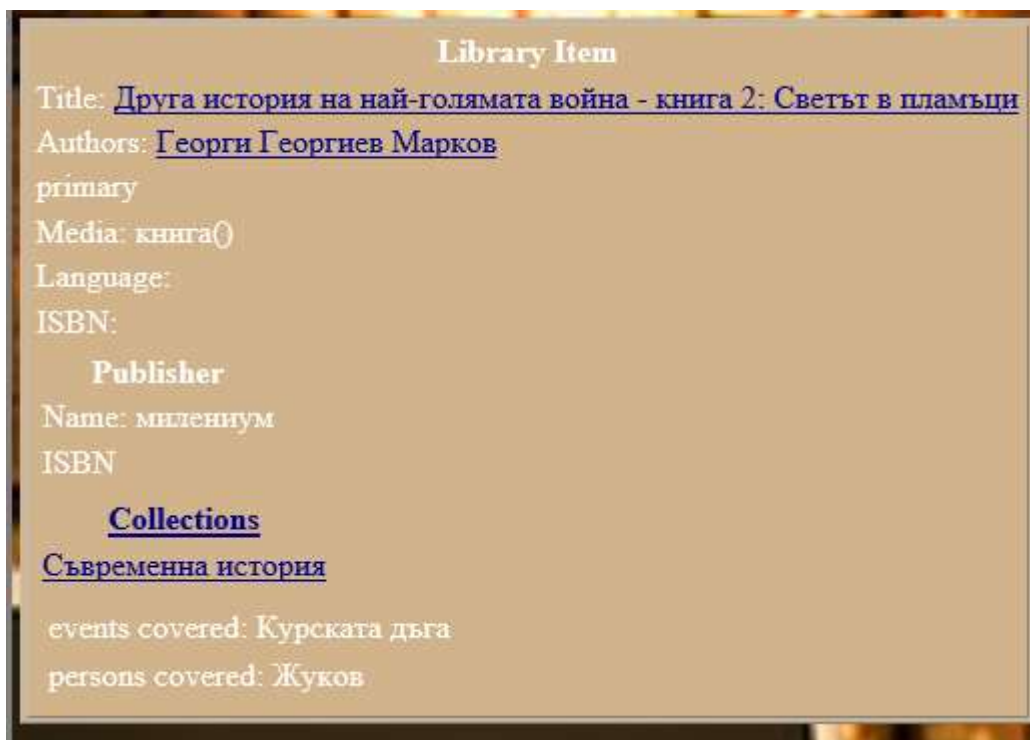 Library Item
Title: Друга история на най-голямата война - книга 2: Светът в пламъци
Authors: Георги Георгиев Марков
primary
Media: книга()
Language:
ISBN:
Publisher
Name: милениум
ISBN
Collections
Съвременна история
events covered: Курската дъга
persons covered: Жуков